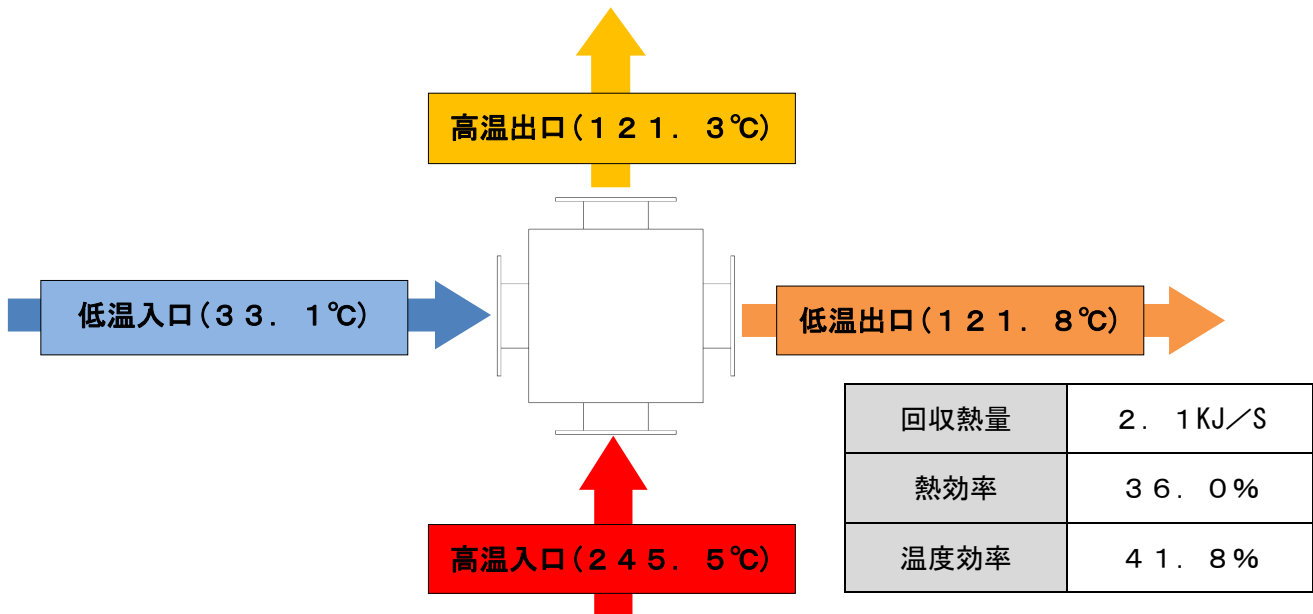 高温出口(121．3℃)
低温入口(33．1℃)
低温出口(121．8℃)
高温入口(245．5℃)
回収熱量 2．1KJ／S
熱効率 36．0%
温度効率 41．8%